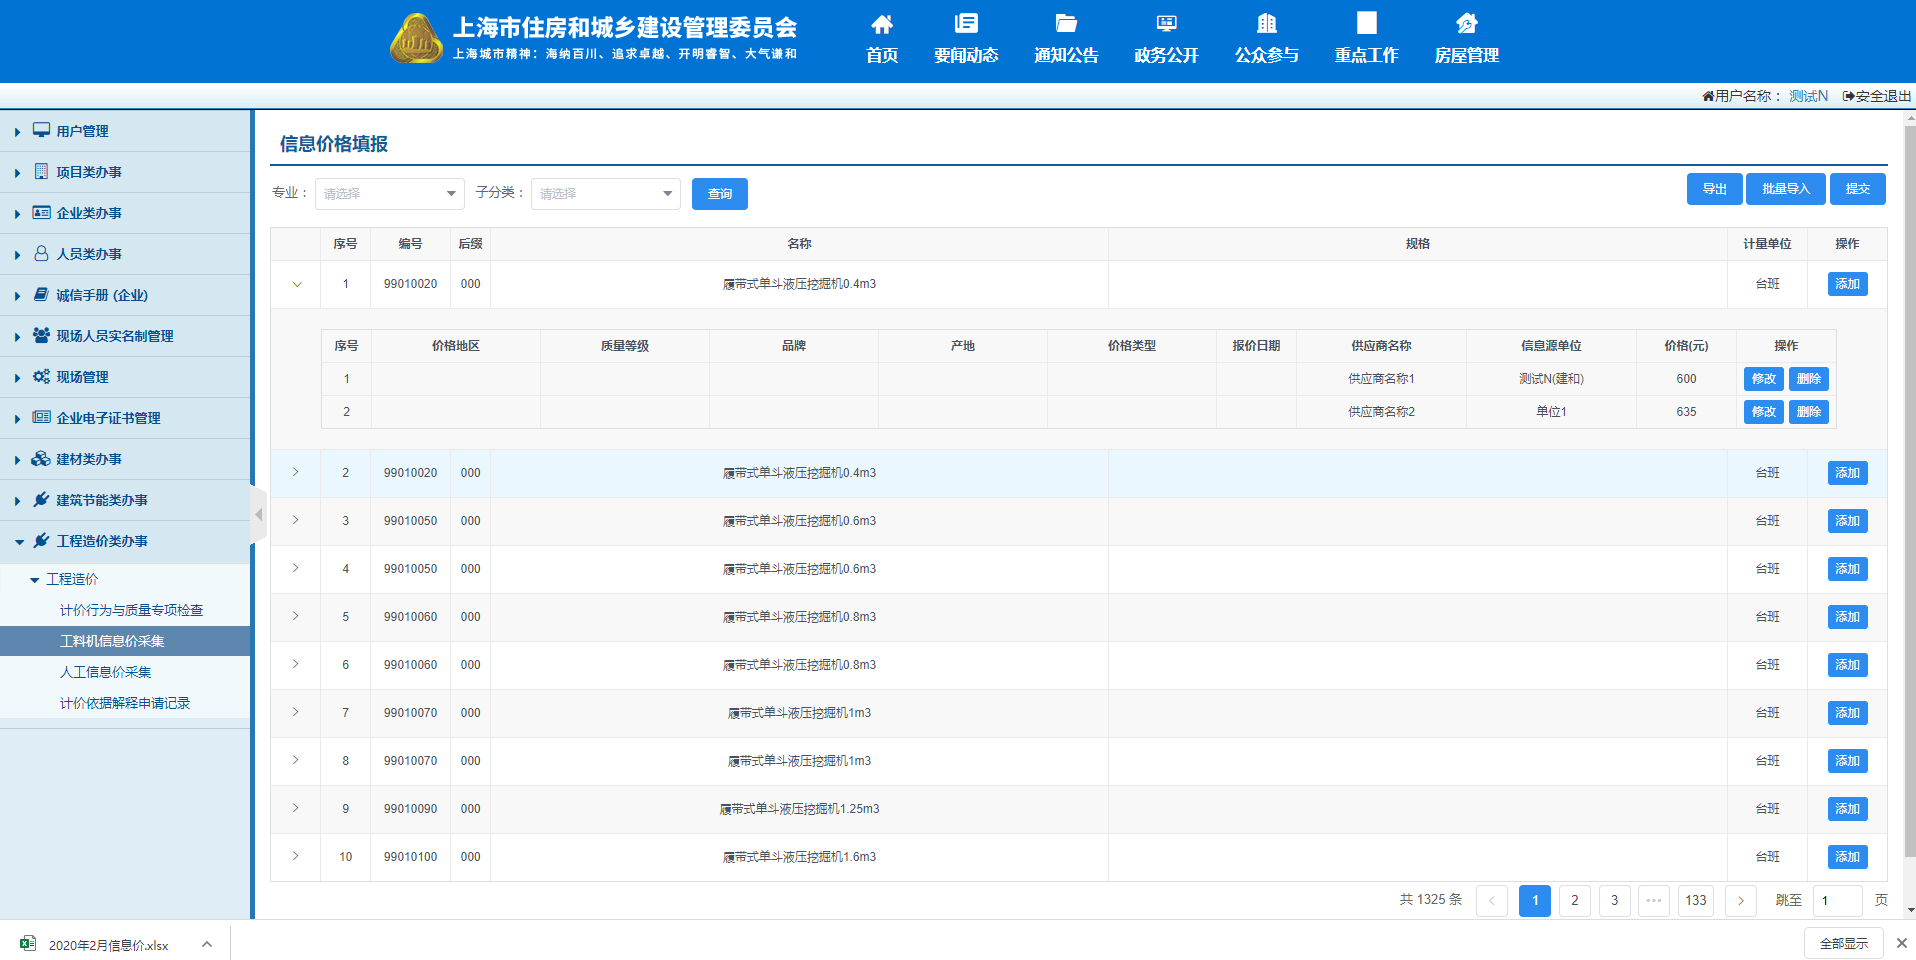 上海市住房和城乡建设管理委员会
上海城市精神：海纳百川、追求卓越、开明睿智、大气谦和
首页 要闻动态 通知公告 政务公开 公众参与 重点工作 房屋管理
用户名称： 测试N 安全退出
用户管理
项目类办事
企业类办事
人员类办事
诚信手册 (企业)
现场人员实名制管理
现场管理
企业电子证书管理
建材类办事
建筑节能类办事
工程造价类办事
工程造价
计价行为与质量专项检查
工料机信息价采集
人工信息价采集
计价依据解释申请记录
信息价格填报
专业： 请选择 子分类： 请选择 查询 导出 批量导入 提交
序号 编号 后缀 名称 规格 计量单位 操作
1 99010020 000 履带式单斗液压挖掘机0.4m3 台班 添加
序号 价格地区 质量等级 品牌 产地 价格类型 报价日期 供应商名称 信息源单位 价格(元) 操作
1 供应商名称1 测试N(建和) 600 修改 删除
2 供应商名称2 单位1 635 修改 删除
2 99010020 000 履带式单斗液压挖掘机0.4m3 台班 添加
3 99010050 000 履带式单斗液压挖掘机0.6m3 台班 添加
4 99010050 000 履带式单斗液压挖掘机0.6m3 台班 添加
5 99010060 000 履带式单斗液压挖掘机0.8m3 台班 添加
6 99010060 000 履带式单斗液压挖掘机0.8m3 台班 添加
7 99010070 000 履带式单斗液压挖掘机1m3 台班 添加
8 99010070 000 履带式单斗液压挖掘机1m3 台班 添加
9 99010090 000 履带式单斗液压挖掘机1.25m3 台班 添加
10 99010100 000 履带式单斗液压挖掘机1.6m3 台班 添加
共 1325 条 < 1 2 3 ••• 133 > 跳至 1 页
2020年2月信息价.xlsx 全部显示